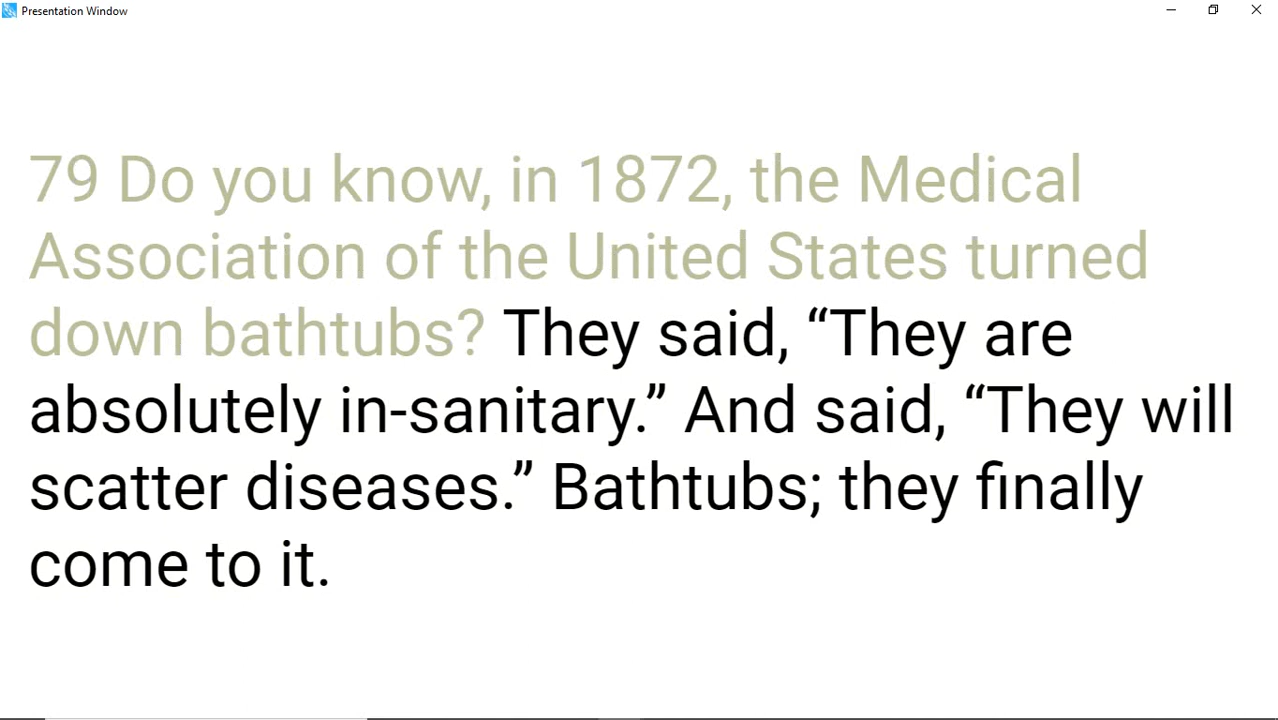 Presentation Window
79 Do you know, in 1872, the Medical
Association of the United States turned
down bathtubs? They said, “They are
absolutely in-sanitary.” And said, “They will
scatter diseases.” Bathtubs; they finally
come to it.